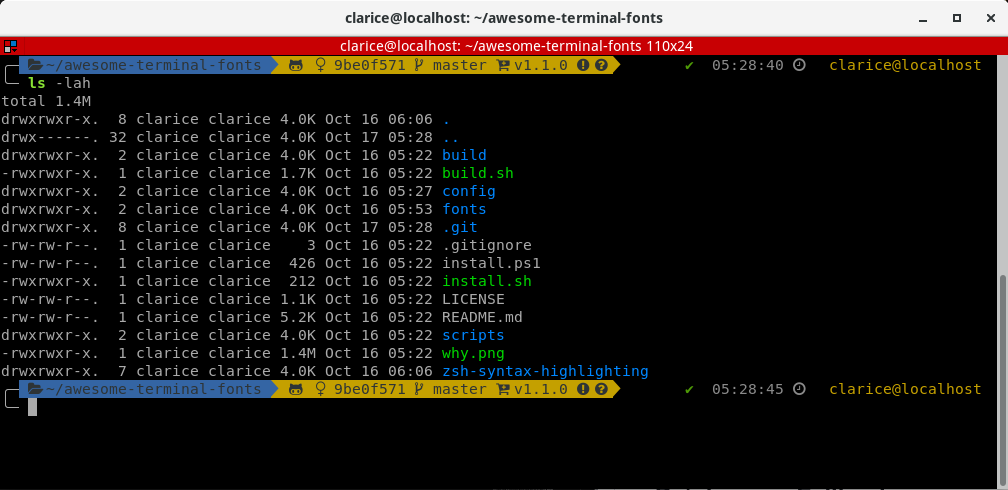 clarice@localhost: ~/awesome-terminal-fonts
clarice@localhost: ~/awesome-terminal-fonts 110x24
~/awesome-terminal-fonts 9be0f571 master v1.1.0 ✔ 05:28:40 clarice@localhost
ls -lah
total 1.4M
drwxrwxr-x.  8 clarice clarice 4.0K Oct 16 06:06 .
drwx------. 32 clarice clarice 4.0K Oct 17 05:28 ..
drwxrwxr-x.  2 clarice clarice 4.0K Oct 16 05:22 build
-rwxrwxr-x.  1 clarice clarice 1.7K Oct 16 05:22 build.sh
drwxrwxr-x.  2 clarice clarice 4.0K Oct 16 05:27 config
drwxrwxr-x.  2 clarice clarice 4.0K Oct 16 05:53 fonts
drwxrwxr-x.  8 clarice clarice 4.0K Oct 17 05:28 .git
-rw-rw-r--.  1 clarice clarice    3 Oct 16 05:22 .gitignore
-rw-rw-r--.  1 clarice clarice  426 Oct 16 05:22 install.ps1
-rwxrwxr-x.  1 clarice clarice  212 Oct 16 05:22 install.sh
-rw-rw-r--.  1 clarice clarice 1.1K Oct 16 05:22 LICENSE
-rw-rw-r--.  1 clarice clarice 5.2K Oct 16 05:22 README.md
drwxrwxr-x.  2 clarice clarice 4.0K Oct 16 05:22 scripts
-rwxrwxr-x.  1 clarice clarice 1.4M Oct 16 05:22 why.png
drwxrwxr-x.  7 clarice clarice 4.0K Oct 16 06:06 zsh-syntax-highlighting
~/awesome-terminal-fonts 9be0f571 master v1.1.0 ✔ 05:28:45 clarice@localhost